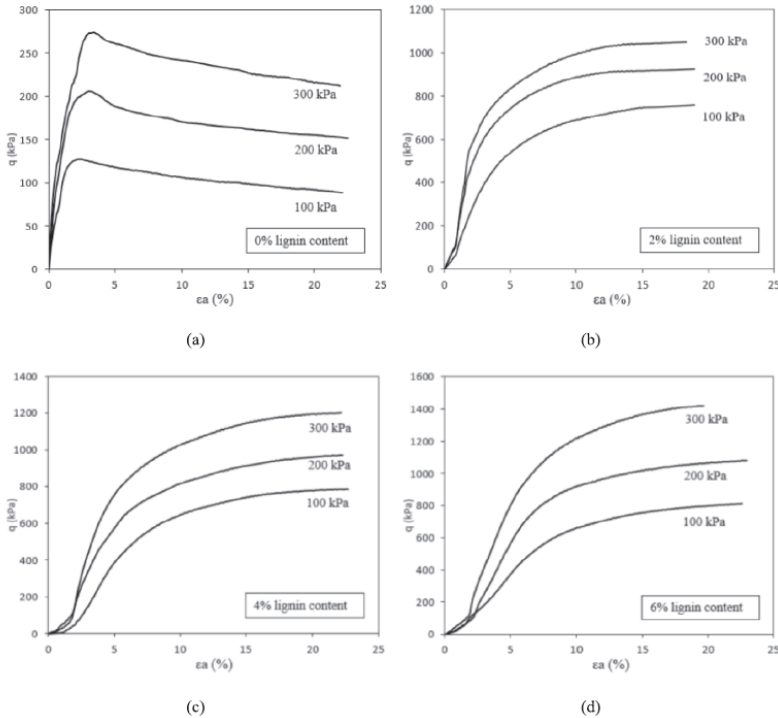 300
250
200
150
100
50
0
q (kPa)
300 kPa
200 kPa
100 kPa
0% lignin content
0 5 10 15 20 25
εa (%)
(a)
1200
1000
800
600
400
200
0
q (kPa)
300 kPa
200 kPa
100 kPa
2% lignin content
0 5 10 15 20 25
εa (%)
(b)
1400
1200
1000
800
600
400
200
0
q (kPa)
300 kPa
200 kPa
100 kPa
4% lignin content
0 5 10 15 20 25
εa (%)
(c)
1600
1400
1200
1000
800
600
400
200
0
q (kPa)
300 kPa
200 kPa
100 kPa
6% lignin content
0 5 10 15 20 25
εa (%)
(d)